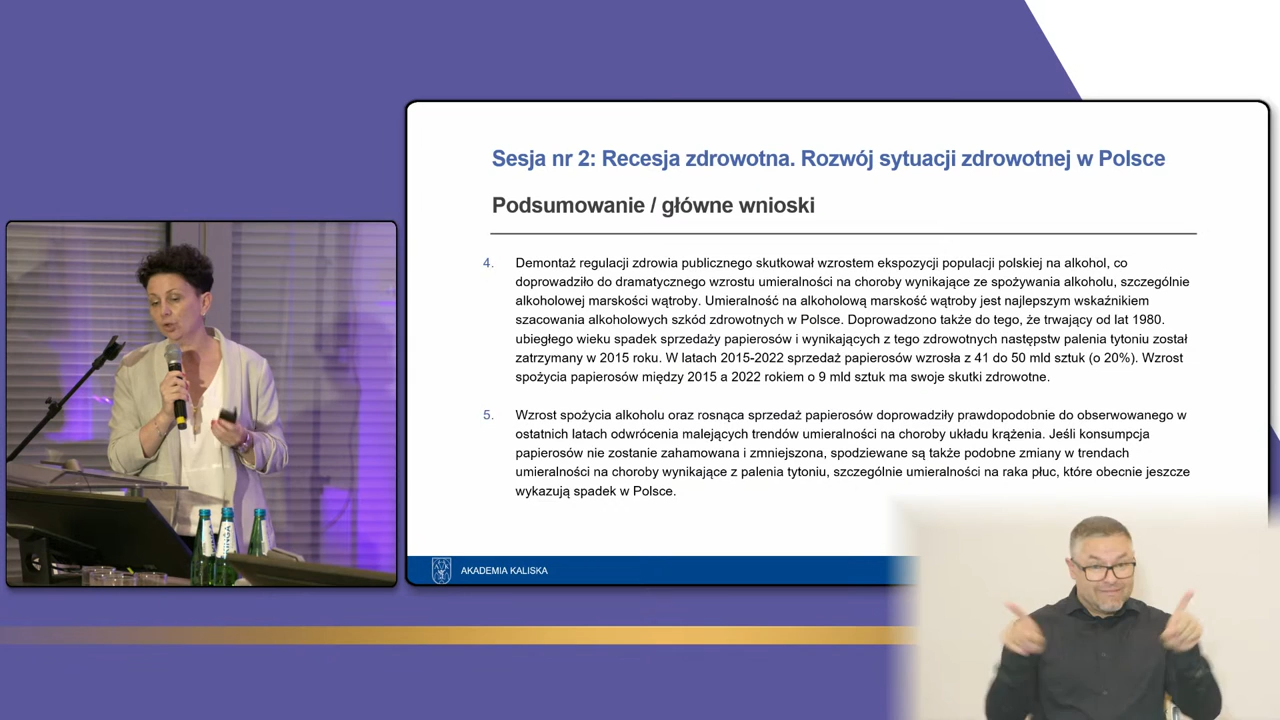 Sesja nr 2: Recesja zdrowotna. Rozwój sytuacji zdrowotnej w Polsce
Podsumowanie / główne wnioski
4. Demontaż regulacji zdrowia publicznego skutkował wzrostem ekspozycji populacji polskiej na alkohol, co
doprowadziło do dramatycznego wzrostu umieralności na choroby wynikające ze spożywania alkoholu, szczególnie
alkoholowej marskości wątroby. Umieralność na alkoholową marskość wątroby jest najlepszym wskaźnikiem
szacowania alkoholowych szkód zdrowotnych w Polsce. Doprowadzono także do tego, że trwający od lat 1980.
ubiegłego wieku spadek sprzedaży papierosów i wynikających z tego zdrowotnych następstw palenia tytoniu został
zatrzymany w 2015 roku. W latach 2015-2022 sprzedaż papierosów wzrosła z 41 do 50 mld sztuk (o 20%). Wzrost
spożycia papierosów między 2015 a 2022 rokiem o 9 mld sztuk ma swoje skutki zdrowotne.
5. Wzrost spożycia alkoholu oraz rosnąca sprzedaż papierosów doprowadziły prawdopodobnie do obserwowanego w
ostatnich latach odwrócenia malejących trendów umieralności na choroby układu krążenia. Jeśli konsumpcja
papierosów nie zostanie zahamowana i zmniejszona, spodziewane są także podobne zmiany w trendach
umieralności na choroby wynikające z palenia tytoniu, szczególnie umieralności na raka płuc, które obecnie jeszcze
wykazują spadek w Polsce.
AKADEMIA KALISKA